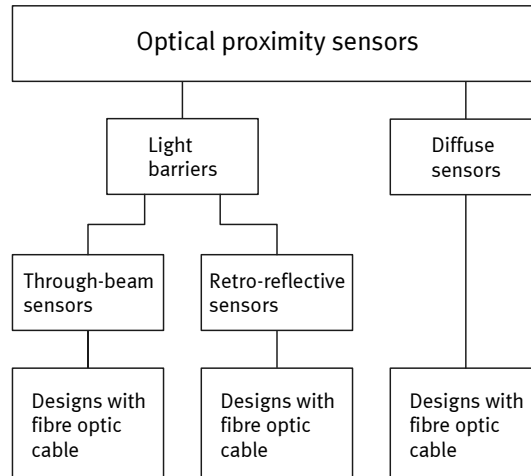 Optical proximity sensors
Light
barriers
Diffuse
sensors
Through-beam
sensors
Retro-reflective
sensors
Designs with
fibre optic
cable
Designs with
fibre optic
cable
Designs with
fibre optic
cable